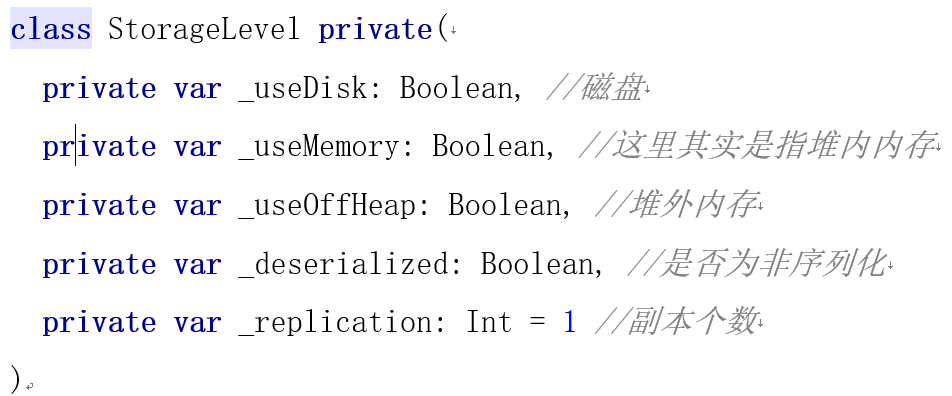 class StorageLevel private(
private var _useDisk: Boolean, //磁盘
private var _useMemory: Boolean, //这里其实是指堆内内存
private var _useOffHeap: Boolean, //堆外内存
private var _deserialized: Boolean, //是否为非序列化
private var _replication: Int = 1 //副本个数
)